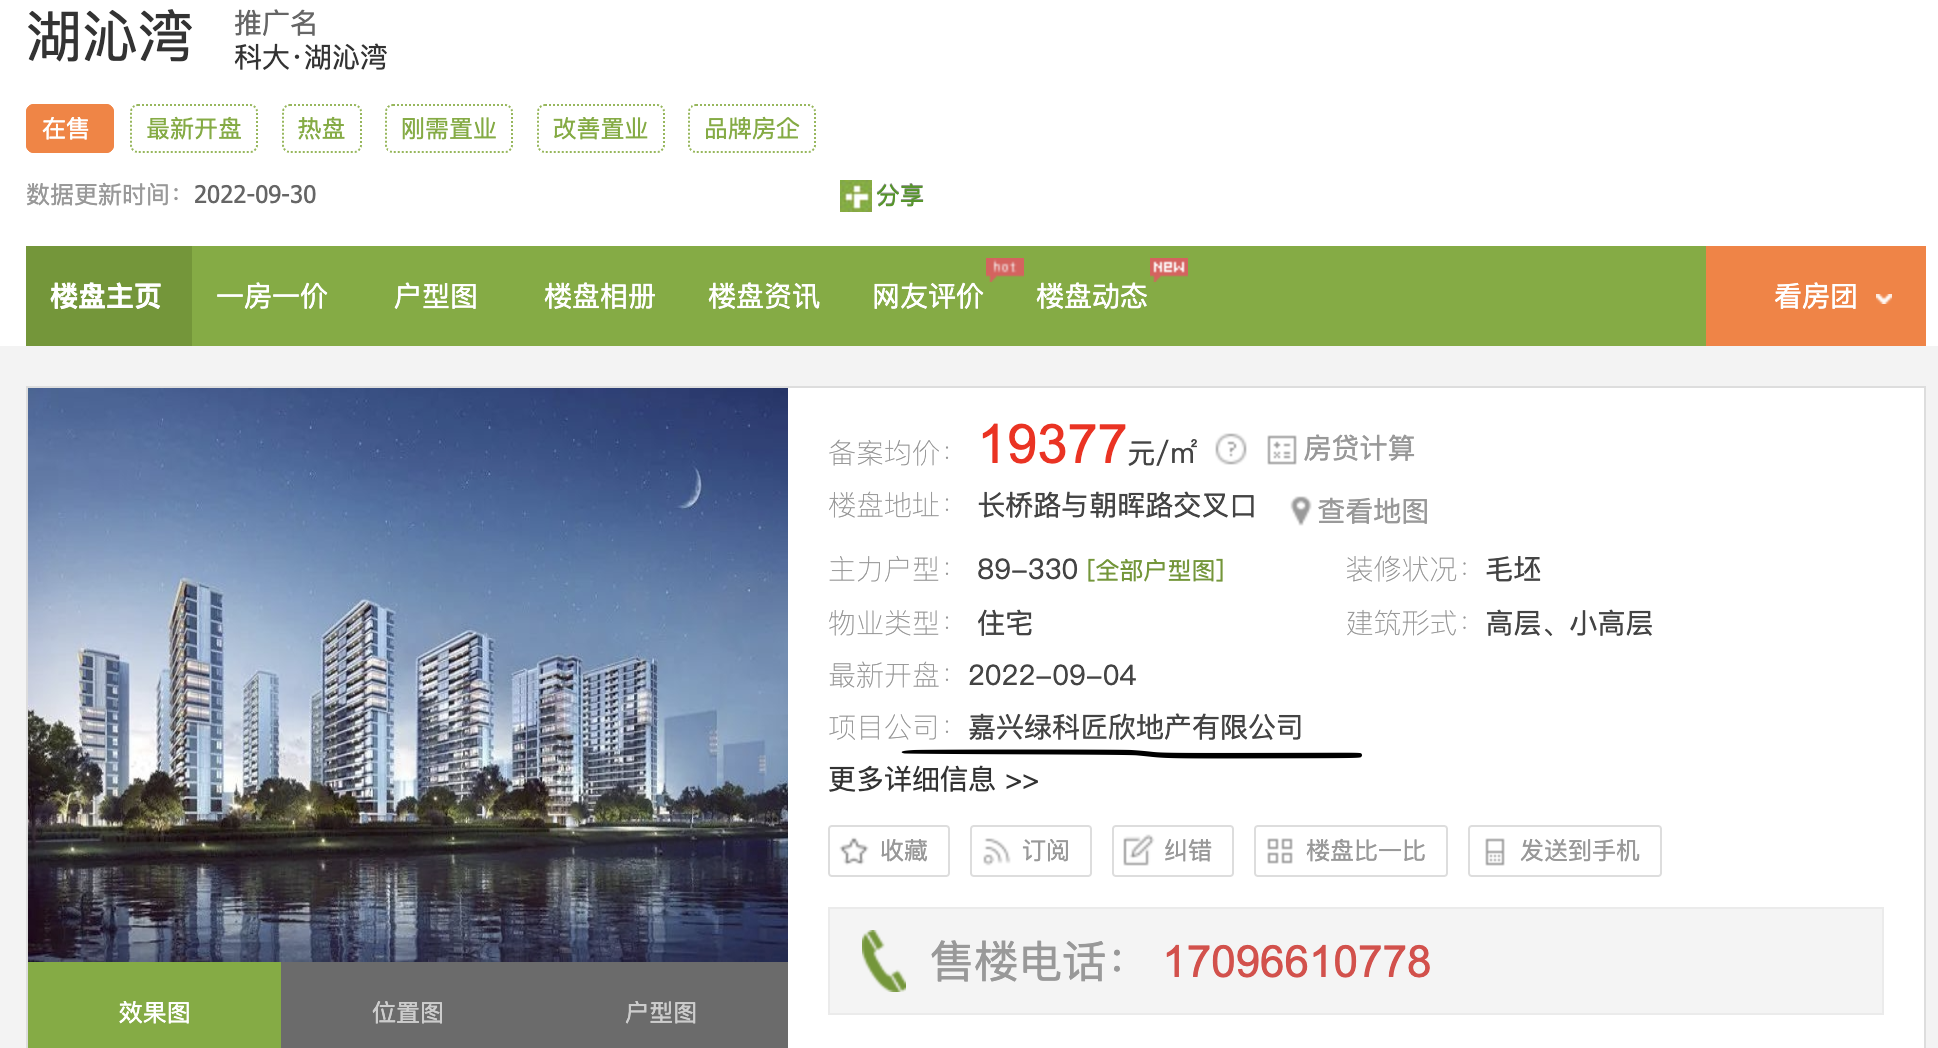 湖沁湾
推广名
科大·湖沁湾
在售 最新开盘 热盘 刚需置业 改善置业 品牌房企
数据更新时间：2022-09-30
分享
楼盘主页 一房一价 户型图 楼盘相册 楼盘资讯 网友评价 hot 楼盘动态 NEW 看房团
备案均价：19377元/㎡ ? 房贷计算
楼盘地址：长桥路与朝晖路交叉口 查看地图
主力户型：89-330 [全部户型图] 装修状况：毛坯
物业类型：住宅 建筑形式：高层、小高层
最新开盘：2022-09-04
项目公司：嘉兴绿科匠欣地产有限公司
更多详细信息 >>
收藏 订阅 纠错 楼盘比一比 发送到手机
售楼电话：17096610778
效果图 位置图 户型图